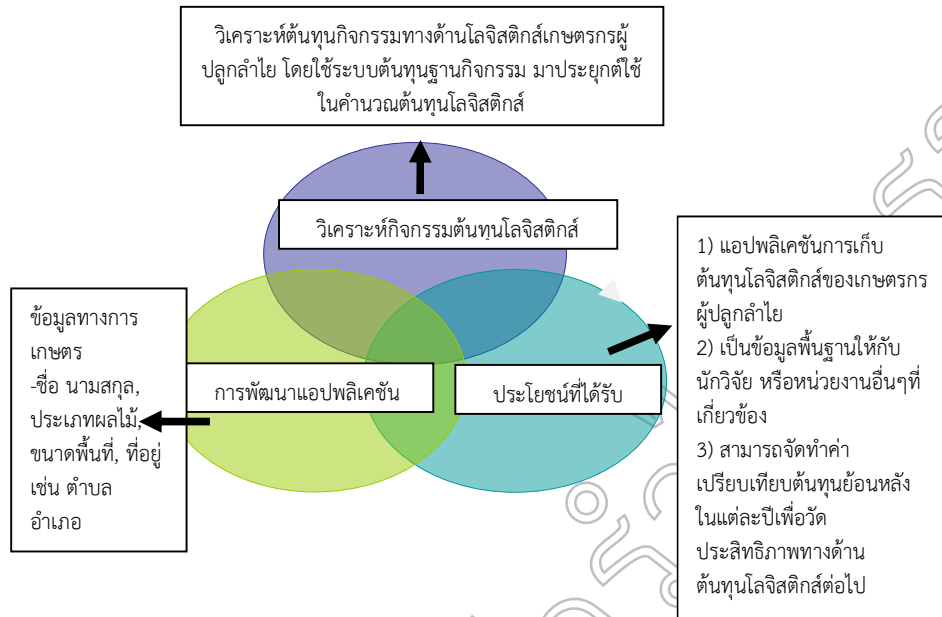 วิเคราะห์ต้นทุนกิจกรรมทางด้านโลจิสติกส์เกษตรกรผู้
ปลูกลำไย โดยใช้ระบบต้นทุนฐานกิจกรรม มาประยุกต์ใช้
ในคำนวณต้นทุนโลจิสติกส์
วิเคราะห์กิจกรรมต้นทุนโลจิสติกส์
ข้อมูลทางการ
เกษตร
-ชื่อ นามสกุล,
ประเภทผลไม้,
ขนาดพื้นที่, ที่อยู่
เช่น ตำบล
อำเภอ
การพัฒนาแอปพลิเคชัน
ประโยชน์ที่ได้รับ
1) แอปพลิเคชันการเก็บ
ต้นทุนโลจิสติกส์ของเกษตรกร
ผู้ปลูกลำไย
2) เป็นข้อมูลพื้นฐานให้กับ
นักวิจัย หรือหน่วยงานอื่นๆที่
เกี่ยวข้อง
3) สามารถจัดทำค่า
เปรียบเทียบต้นทุนย้อนหลัง
ในแต่ละปีเพื่อวัด
ประสิทธิภาพทางด้าน
ต้นทุนโลจิสติกส์ต่อไป